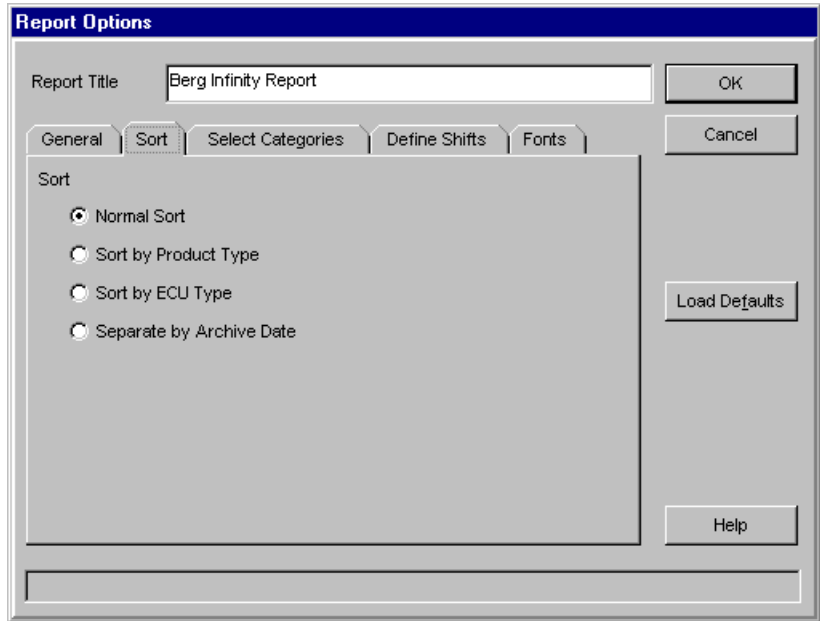 Report Options
Report Title
Berg Infinity Report
OK
General
Sort
Select Categories
Define Shifts
Fonts
Cancel
Sort
Normal Sort
Sort by Product Type
Sort by ECU Type
Separate by Archive Date
Load Defaults
Help